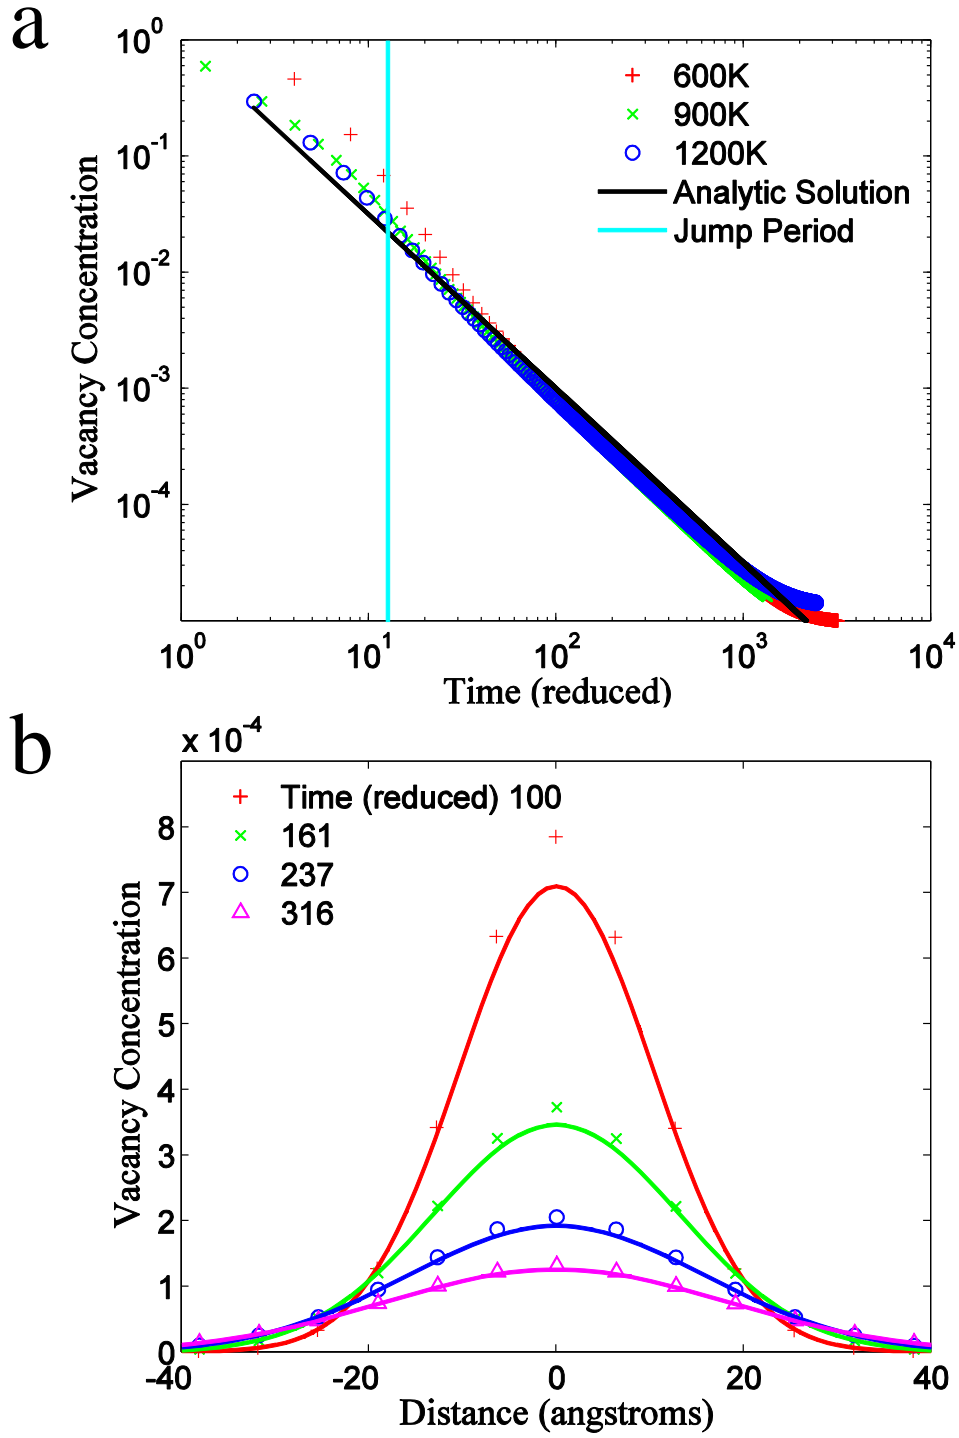 a
10^0
10^-1
10^-2
10^-3
10^-4
Vacancy Concentration
600K
900K
1200K
Analytic Solution
Jump Period
10^0 10^1 10^2 10^3 10^4
Time (reduced)
b
x 10^-4
8
7
6
5
4
3
2
1
0
Vacancy Concentration
Time (reduced) 100
161
237
316
-40 -20 0 20 40
Distance (angstroms)